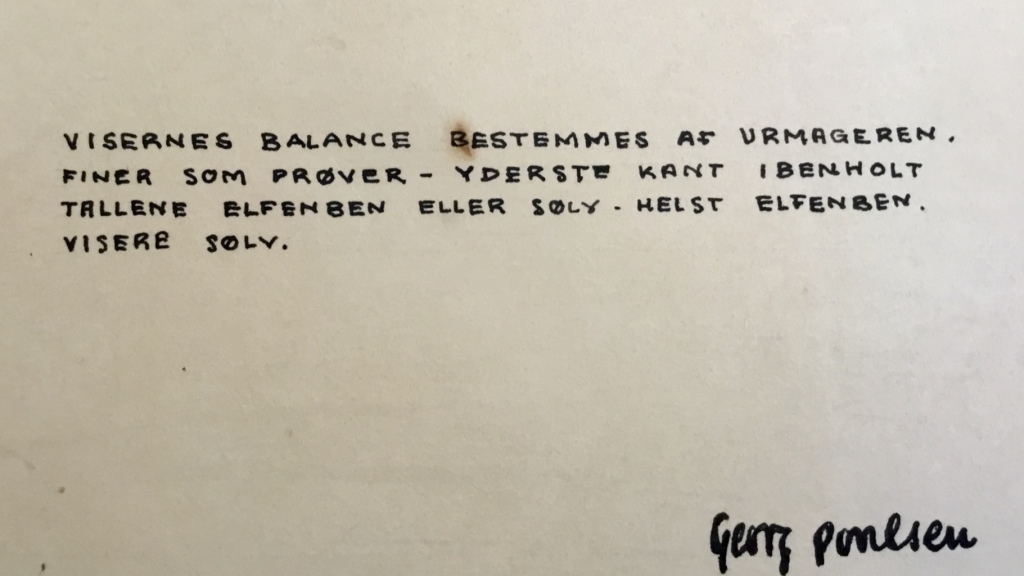 VISERNES BALANCE BESTEMMES AF URMAGEREN.
FINER SOM PRØVER - YDERSTE KANT IBENHOLT
TALLENE ELFENBEN ELLER SØLV - HELST ELFENBEN.
VISERE SØLV.
Georg Poulsen